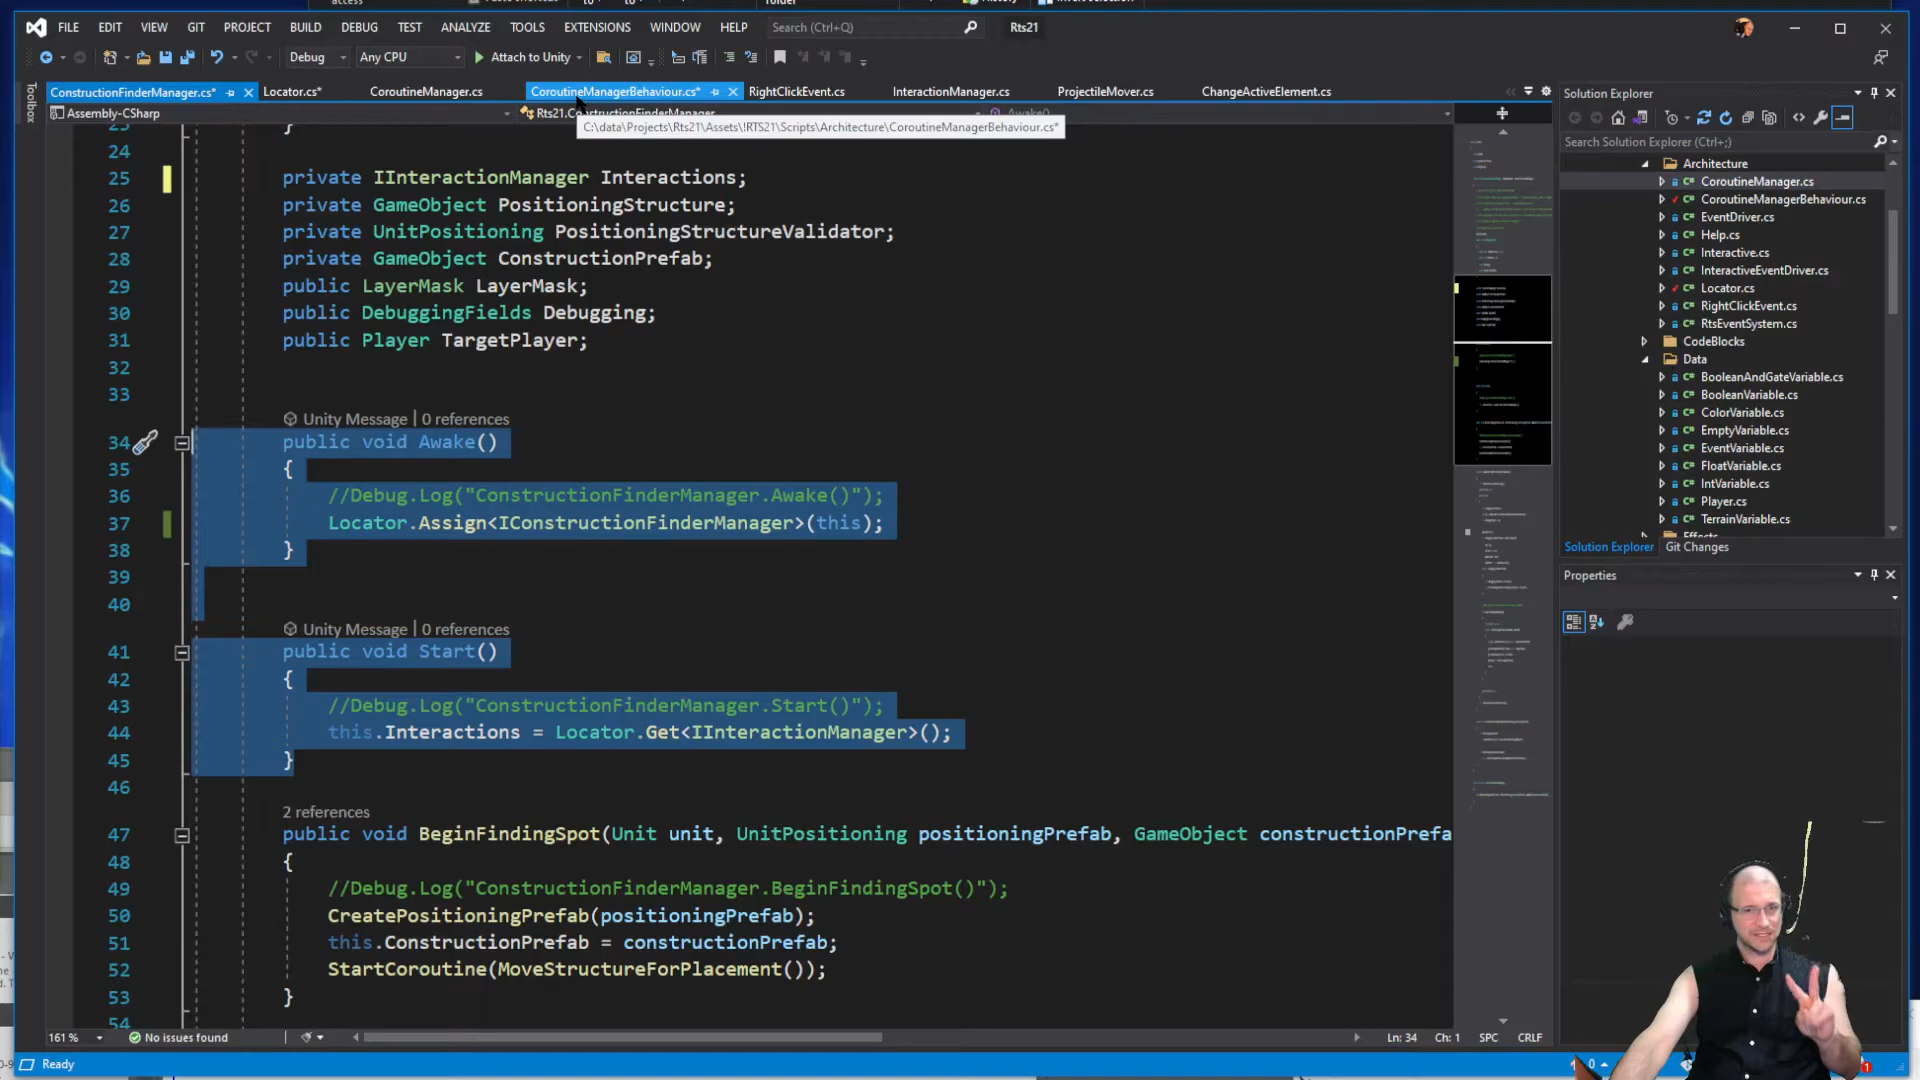 access
folder
FILE EDIT VIEW GIT PROJECT BUILD DEBUG TEST ANALYZE TOOLS EXTENSIONS WINDOW HELP Search (Ctrl+Q) Rts21
Debug Any CPU Attach to Unity
Toolbox
ConstructionFinderManager.cs* Locator.cs* CoroutineManager.cs CoroutineManagerBehaviour.cs* RightClickEvent.cs InteractionManager.cs ProjectileMover.cs ChangeActiveElement.cs
Assembly-CSharp Rts21.ConstructionFinderManager Awake()
C:\data\Projects\Rts21\Assets\!RTS21\Scripts\Architecture\CoroutineManagerBehaviour.cs*
23 }
24
25 private IInteractionManager Interactions;
26 private GameObject PositioningStructure;
27 private UnitPositioning PositioningStructureValidator;
28 private GameObject ConstructionPrefab;
29 public LayerMask LayerMask;
30 public DebuggingFields Debugging;
31 public Player TargetPlayer;
32
33
Unity Message | 0 references
34 public void Awake()
35 {
36 //Debug.Log("ConstructionFinderManager.Awake()");
37 Locator.Assign<IConstructionFinderManager>(this);
38 }
39
40
Unity Message | 0 references
41 public void Start()
42 {
43 //Debug.Log("ConstructionFinderManager.Start()");
44 this.Interactions = Locator.Get<IInteractionManager>();
45 }
46
2 references
47 public void BeginFindingSpot(Unit unit, UnitPositioning positioningPrefab, GameObject constructionPrefa
48 {
49 //Debug.Log("ConstructionFinderManager.BeginFindingSpot()");
50 CreatePositioningPrefab(positioningPrefab);
51 this.ConstructionPrefab = constructionPrefab;
52 StartCoroutine(MoveStructureForPlacement());
53 }
54
161 % No issues found Ln: 34 Ch: 1 SPC CRLF
Ready
Solution Explorer
Search Solution Explorer (Ctrl+;)
Architecture
CoroutineManager.cs
CoroutineManagerBehaviour.cs
EventDriver.cs
Help.cs
Interactive.cs
InteractiveEventDriver.cs
Locator.cs
RightClickEvent.cs
RtsEventSystem.cs
CodeBlocks
Data
BooleanAndGateVariable.cs
BooleanVariable.cs
ColorVariable.cs
EmptyVariable.cs
EventVariable.cs
FloatVariable.cs
IntVariable.cs
Player.cs
TerrainVariable.cs
Effects
Solution Explorer Git Changes
Properties
0
1